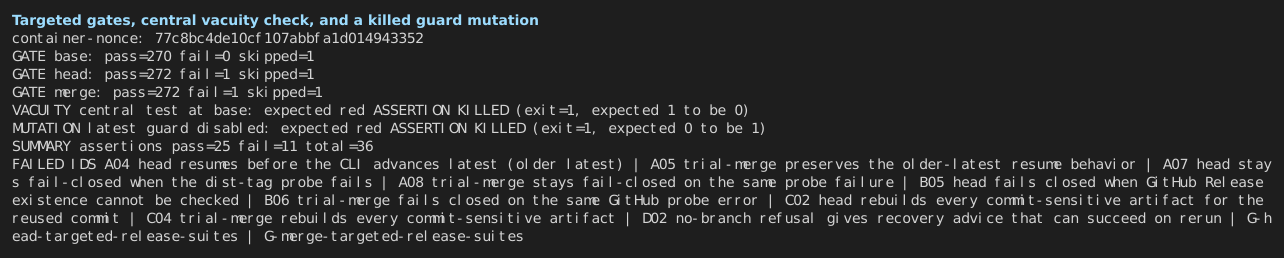 Targeted gates, central vacuity check, and a killed guard mutation
container-nonce: 77c8bc4de10cf107abbfa1d014943352
GATE base: pass=270 fail=0 skipped=1
GATE head: pass=272 fail=1 skipped=1
GATE merge: pass=272 fail=1 skipped=1
VACUITY central test at base: expected red ASSERTION KILLED (exit=1, expected 1 to be 0)
MUTATION latest guard disabled: expected red ASSERTION KILLED (exit=1, expected 0 to be 1)
SUMMARY assertions pass=25 fail=11 total=36
FAILED IDS A04 head resumes before the CLI advances latest (older latest) | A05 trial-merge preserves the older-latest resume behavior | A07 head stay
s fail-closed when the dist-tag probe fails | A08 trial-merge stays fail-closed on the same probe failure | B05 head fails closed when GitHub Release
existence cannot be checked | B06 trial-merge fails closed on the same GitHub probe error | C02 head rebuilds every commit-sensitive artifact for the
reused commit | C04 trial-merge rebuilds every commit-sensitive artifact | D02 no-branch refusal gives recovery advice that can succeed on rerun | G-h
ead-targeted-release-suites | G-merge-targeted-release-suites